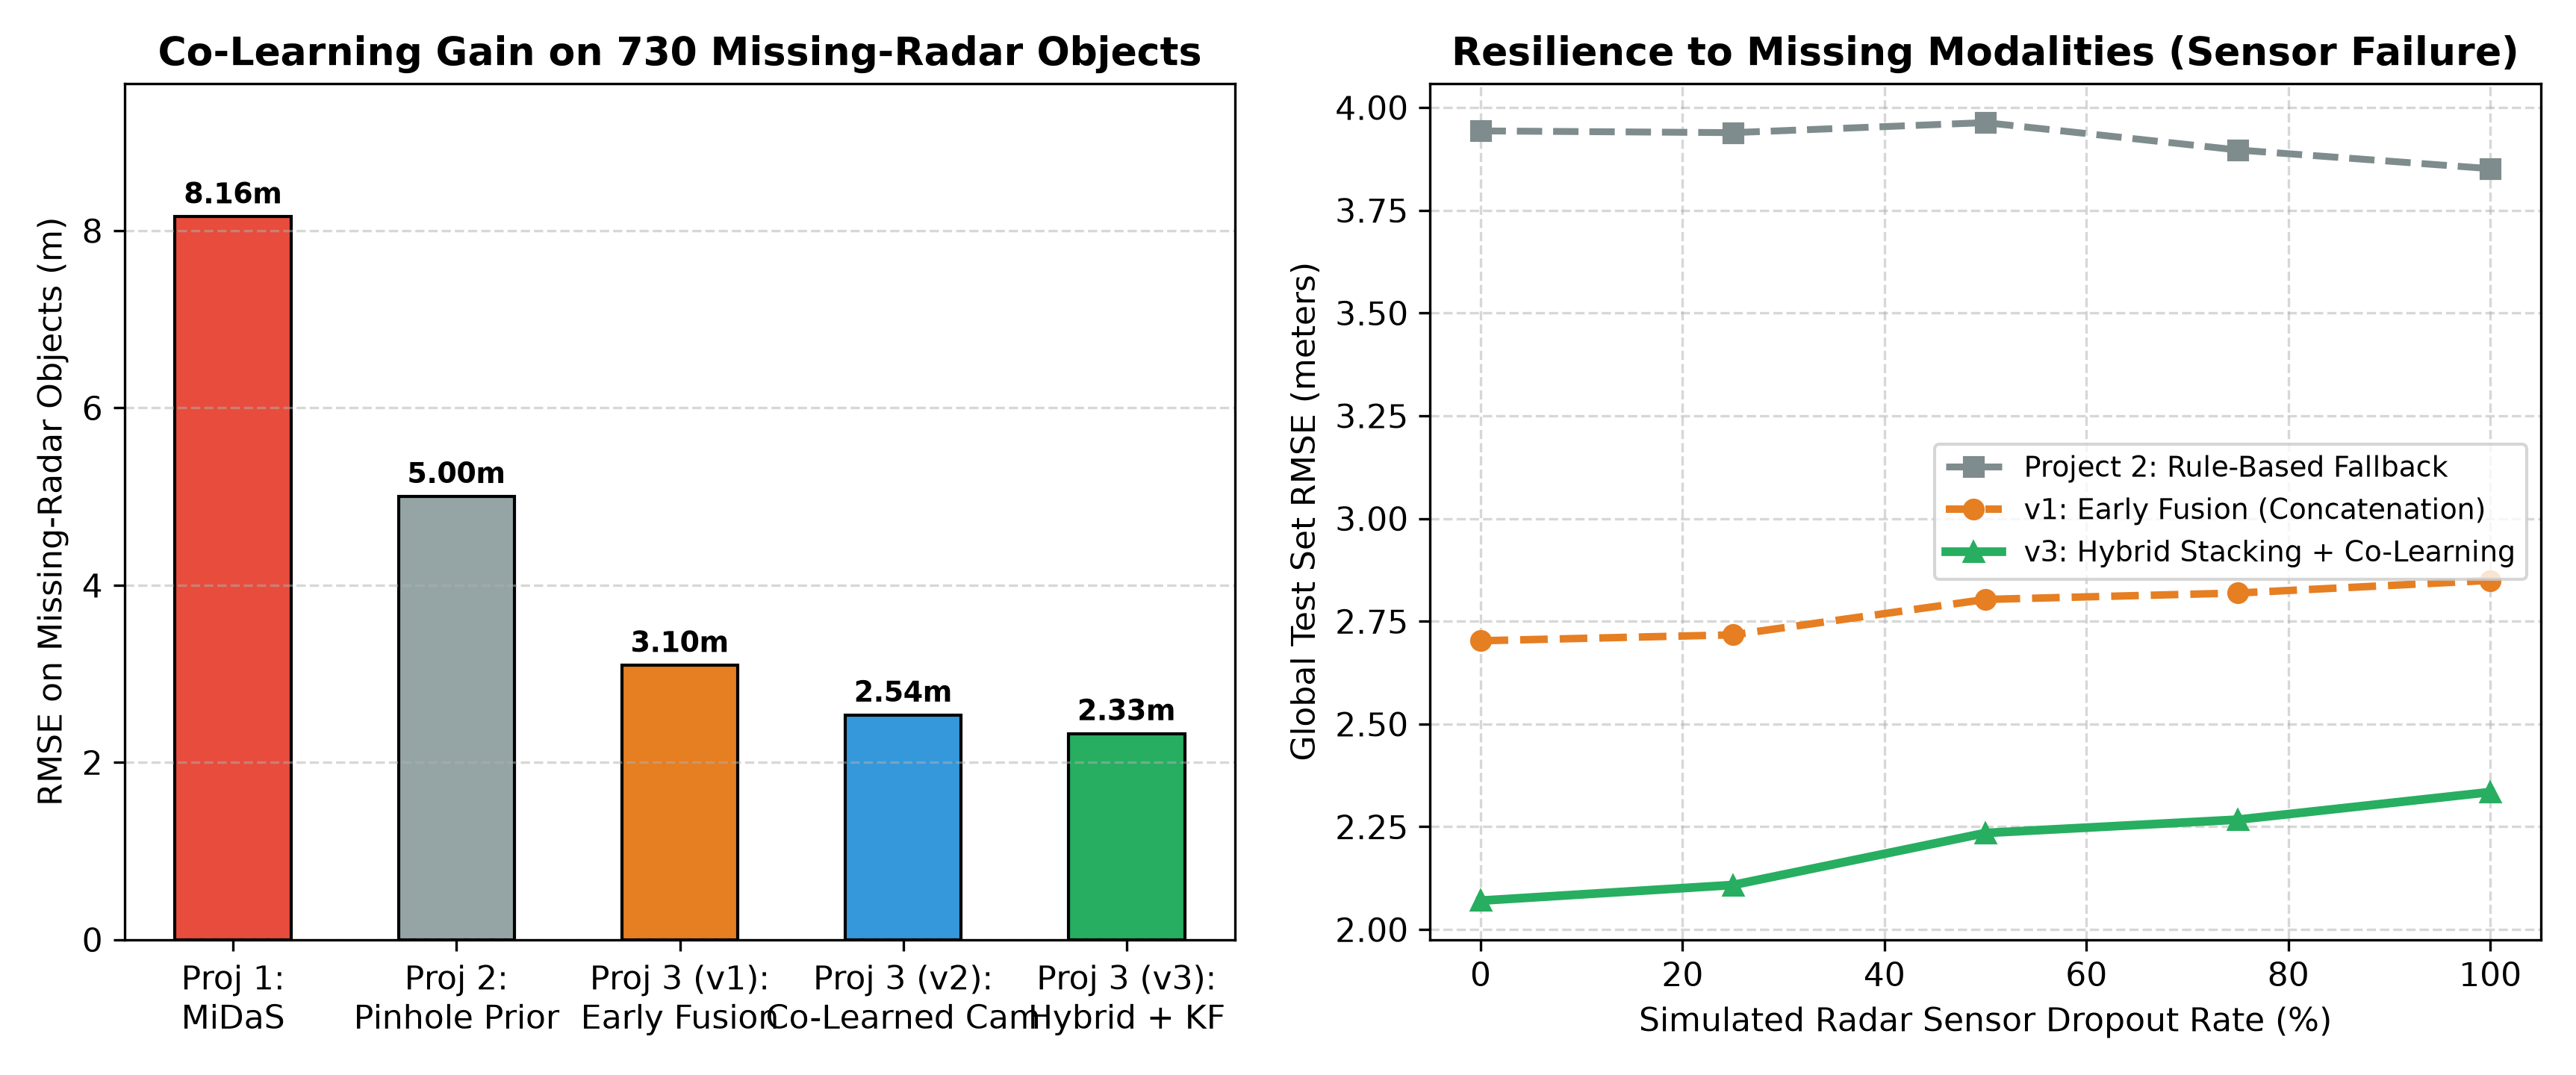 Co-Learning Gain on 730 Missing-Radar Objects
RMSE on Missing-Radar Objects (m)
8
6
4
2
0
8.16m
5.00m
3.10m
2.54m
2.33m
Proj 1:
MiDaS
Proj 2:
Pinhole Prior
Proj 3 (v1):
Early Fusion
Proj 3 (v2):
Co-Learned Cam
Proj 3 (v3):
Hybrid + KF
Resilience to Missing Modalities (Sensor Failure)
Global Test Set RMSE (meters)
4.00
3.75
3.50
3.25
3.00
2.75
2.50
2.25
2.00
Project 2: Rule-Based Fallback
v1: Early Fusion (Concatenation)
v3: Hybrid Stacking + Co-Learning
0
20
40
60
80
100
Simulated Radar Sensor Dropout Rate (%)